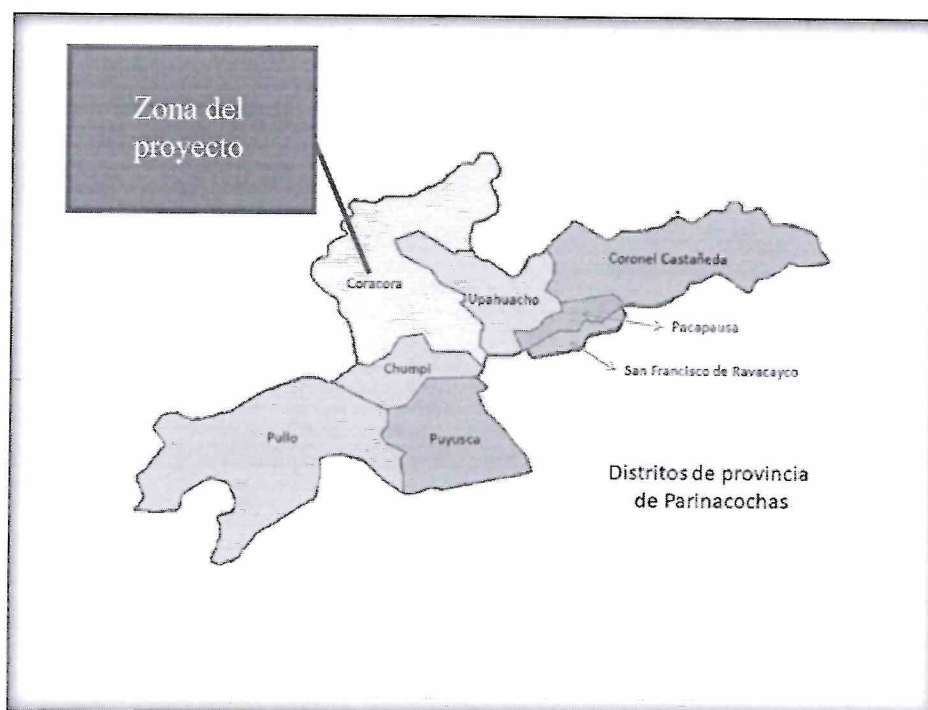 Zona del
proyecto
Coronel Castañeda
Coracora
Upahuacho
Pacapausa
San Francisco de Ravacayco
Chumpi
Pullo
Puyusca
Distritos de provincia
de Parinacochas